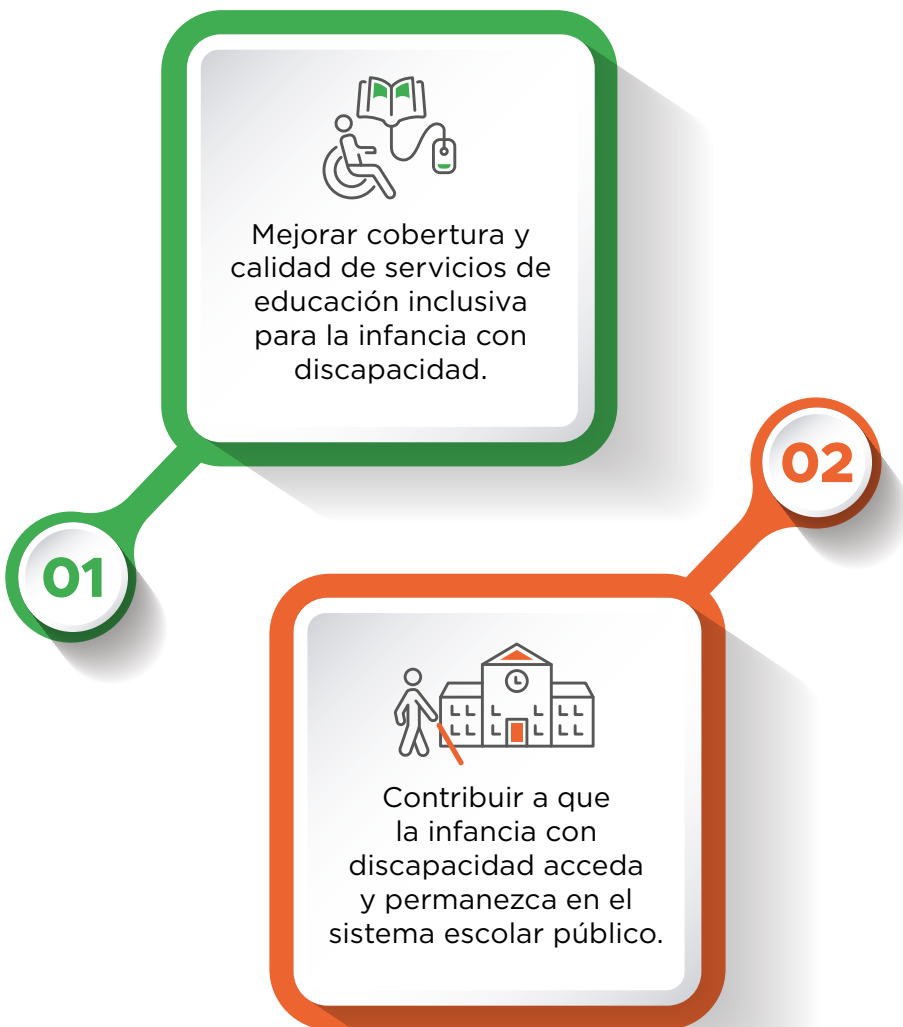 Mejorar cobertura y
calidad de servicios de
educación inclusiva
para la infancia con
discapacidad.
01
02
Contribuir a que
la infancia con
discapacidad acceda
y permanezca en el
sistema escolar público.